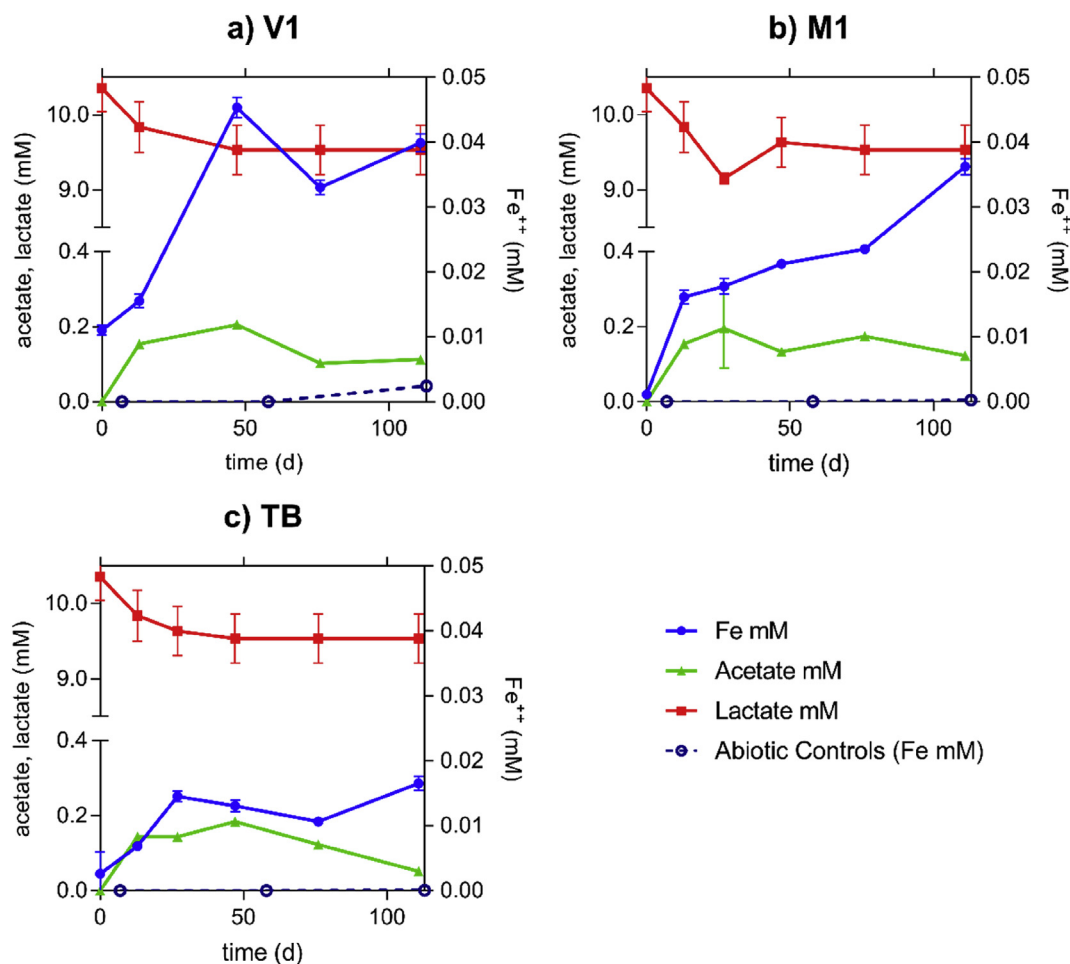 a) V1
10.0
9.0
0.4
0.2
0.0
0.05
0.04
0.03
0.02
0.01
0.00
0
50
100
acetate, lactate (mM)
Fe⁺⁺ (mM)
time (d)
b) M1
10.0
9.0
0.4
0.2
0.0
0.05
0.04
0.03
0.02
0.01
0.00
0
50
100
acetate, lactate (mM)
Fe⁺⁺ (mM)
time (d)
c) TB
10.0
9.0
0.4
0.2
0.0
0.05
0.04
0.03
0.02
0.01
0.00
0
50
100
acetate, lactate (mM)
Fe⁺⁺ (mM)
time (d)
Fe mM
Acetate mM
Lactate mM
Abiotic Controls (Fe mM)